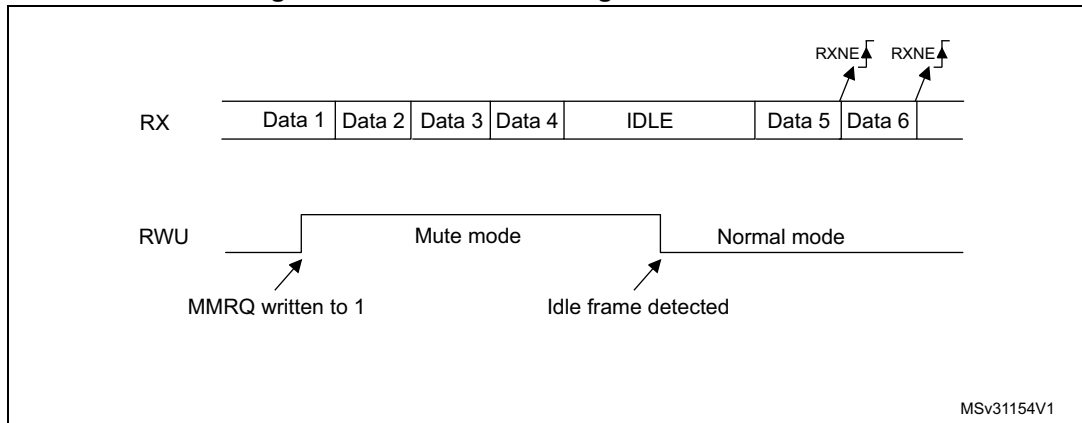 RXNE RXNE
RX Data 1 Data 2 Data 3 Data 4 IDLE Data 5 Data 6
RWU Mute mode Normal mode
MMRQ written to 1 Idle frame detected
MSv31154V1